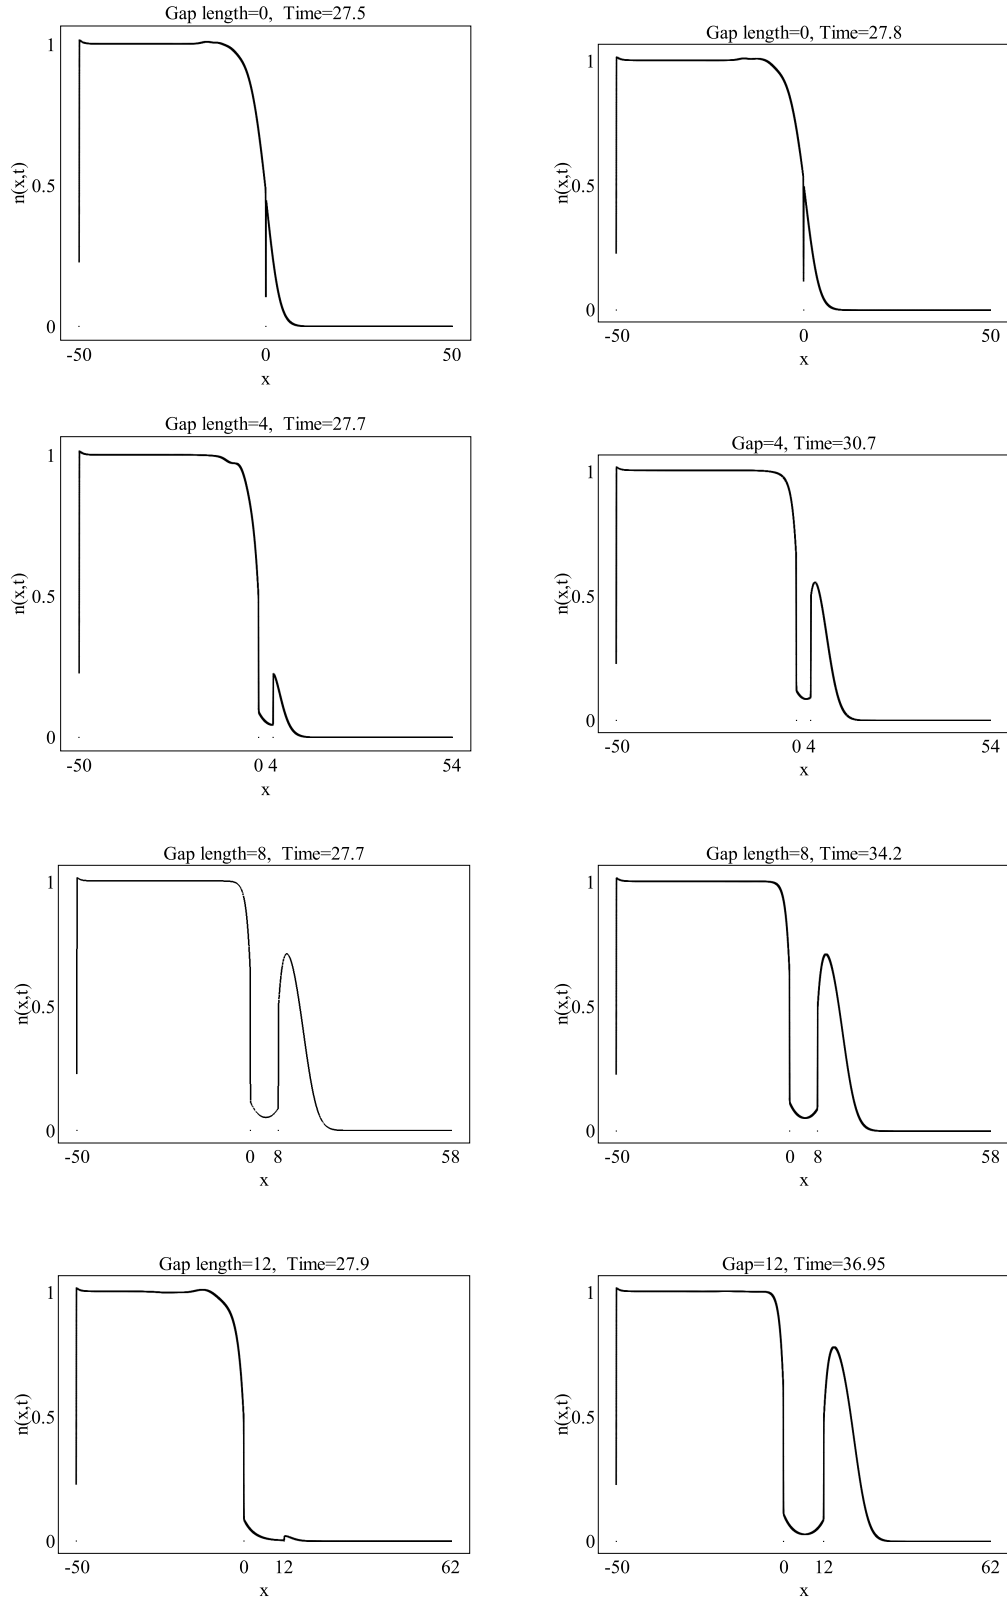 Gap length=0,  Time=27.5
1
n(x,t)
0.5
0
-50 0 50
x
Gap length=0, Time=27.8
1
n(x,t)
0.5
0
-50 0 50
x
Gap length=4,  Time=27.7
1
n(x,t)
0.5
0
-50 0 4 54
x
Gap=4, Time=30.7
1
n(x,t)
0.5
0
-50 0 4 54
x
Gap length=8,  Time=27.7
1
n(x,t)
0.5
0
-50 0 8 58
x
Gap length=8, Time=34.2
1
n(x,t)
0.5
0
-50 0 8 58
x
Gap length=12,  Time=27.9
1
n(x,t)
0.5
0
-50 0 12 62
x
Gap=12, Time=36.95
1
n(x,t)
0.5
0
-50 0 12 62
x